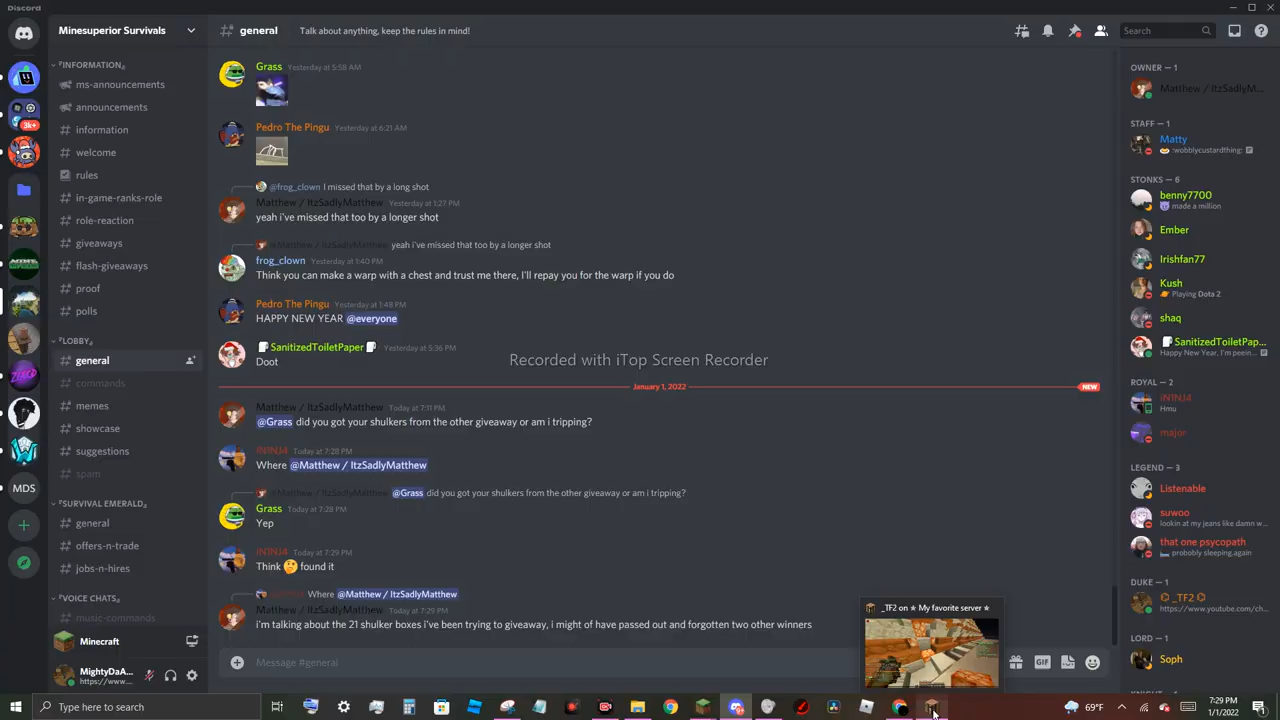 Discord
Minesuperior Survivals
general
Talk about anything, keep the rules in mind!
Search
INFORMATION
ms-announcements
announcements
information
welcome
rules
in-game-ranks-role
role-reaction
giveaways
flash-giveaways
proof
polls
LOBBY
general
commands
memes
showcase
suggestions
spam
SURVIVAL EMERALD
general
offers-n-trade
jobs-n-hires
VOICE CHATS
music-commands
3k+
MDS
Minecraft
MightyDaA...
https://www...
Grass Yesterday at 5:58 AM
Pedro The Pingu Yesterday at 6:21 AM
@frog_clown I missed that by a long shot
Matthew / ItzSadlyMatthew Yesterday at 1:27 PM
yeah i've missed that too by a longer shot
@Matthew / ItzSadlyMatthew yeah i've missed that too by a longer shot
frog_clown Yesterday at 1:40 PM
Think you can make a warp with a chest and trust me there, I'll repay you for the warp if you do
Pedro The Pingu Yesterday at 1:48 PM
HAPPY NEW YEAR @everyone
SanitizedToiletPaper Yesterday at 5:36 PM
Doot
Recorded with iTop Screen Recorder
January 1, 2022
NEW
Matthew / ItzSadlyMatthew Today at 7:11 PM
@Grass did you got your shulkers from the other giveaway or am i tripping?
iN1NJ4 Today at 7:28 PM
Where @Matthew / ItzSadlyMatthew
@Matthew / ItzSadlyMatthew @Grass did you got your shulkers from the other giveaway or am i tripping?
Grass Today at 7:28 PM
Yep
iN1NJ4 Today at 7:29 PM
Think found it
Where @Matthew / ItzSadlyMatthew
Matthew / ItzSadlyMatthew Today at 7:29 PM
i'm talking about the 21 shulker boxes i've been trying to giveaway, i might of have passed out and forgotten two other winners
Message #general
GIF
_TF2 on ★ My favorite server ★
OWNER — 1
Matthew / ItzSadlyM...
STAFF — 1
Matty
:wobblycustardthing:
STONKS — 6
benny7700
made a million
Ember
Irishfan77
Kush
Playing Dota 2
shaq
SanitizedToiletPap...
Happy New Year, I'm peein...
ROYAL — 2
iN1NJ4
Hmu
major
LEGEND — 3
Listenable
suwoo
lookin at my jeans like damn w...
that one psycopath
probobly sleeping.again
DUKE — 1
_TF2
https://www.youtube.com/ch...
LORD — 1
Soph
Type here to search
69°F
7:29 PM
1/1/2022